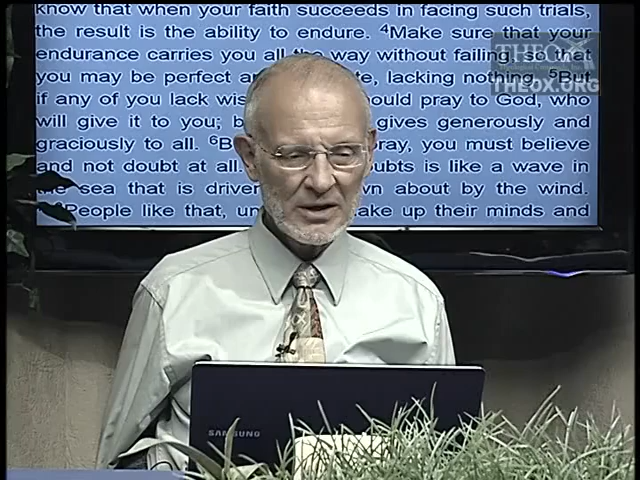 know that when your faith succeeds in facing such trials,
the result is the ability to endure. ⁴Make sure that your
endurance carries you all the way without failing, so that
you may be perfect and te, lacking nothing. ⁵But
if any of you lack wis ould pray to God, who
will give it to you; b gives generously and
graciously to all. ⁶B ray, you must believe
and not doubt at all. ubts is like a wave in
the sea that is driven wn about by the wind.
People like that, un ake up their minds and
THEOX
THEOX.ORG
SAMSUNG